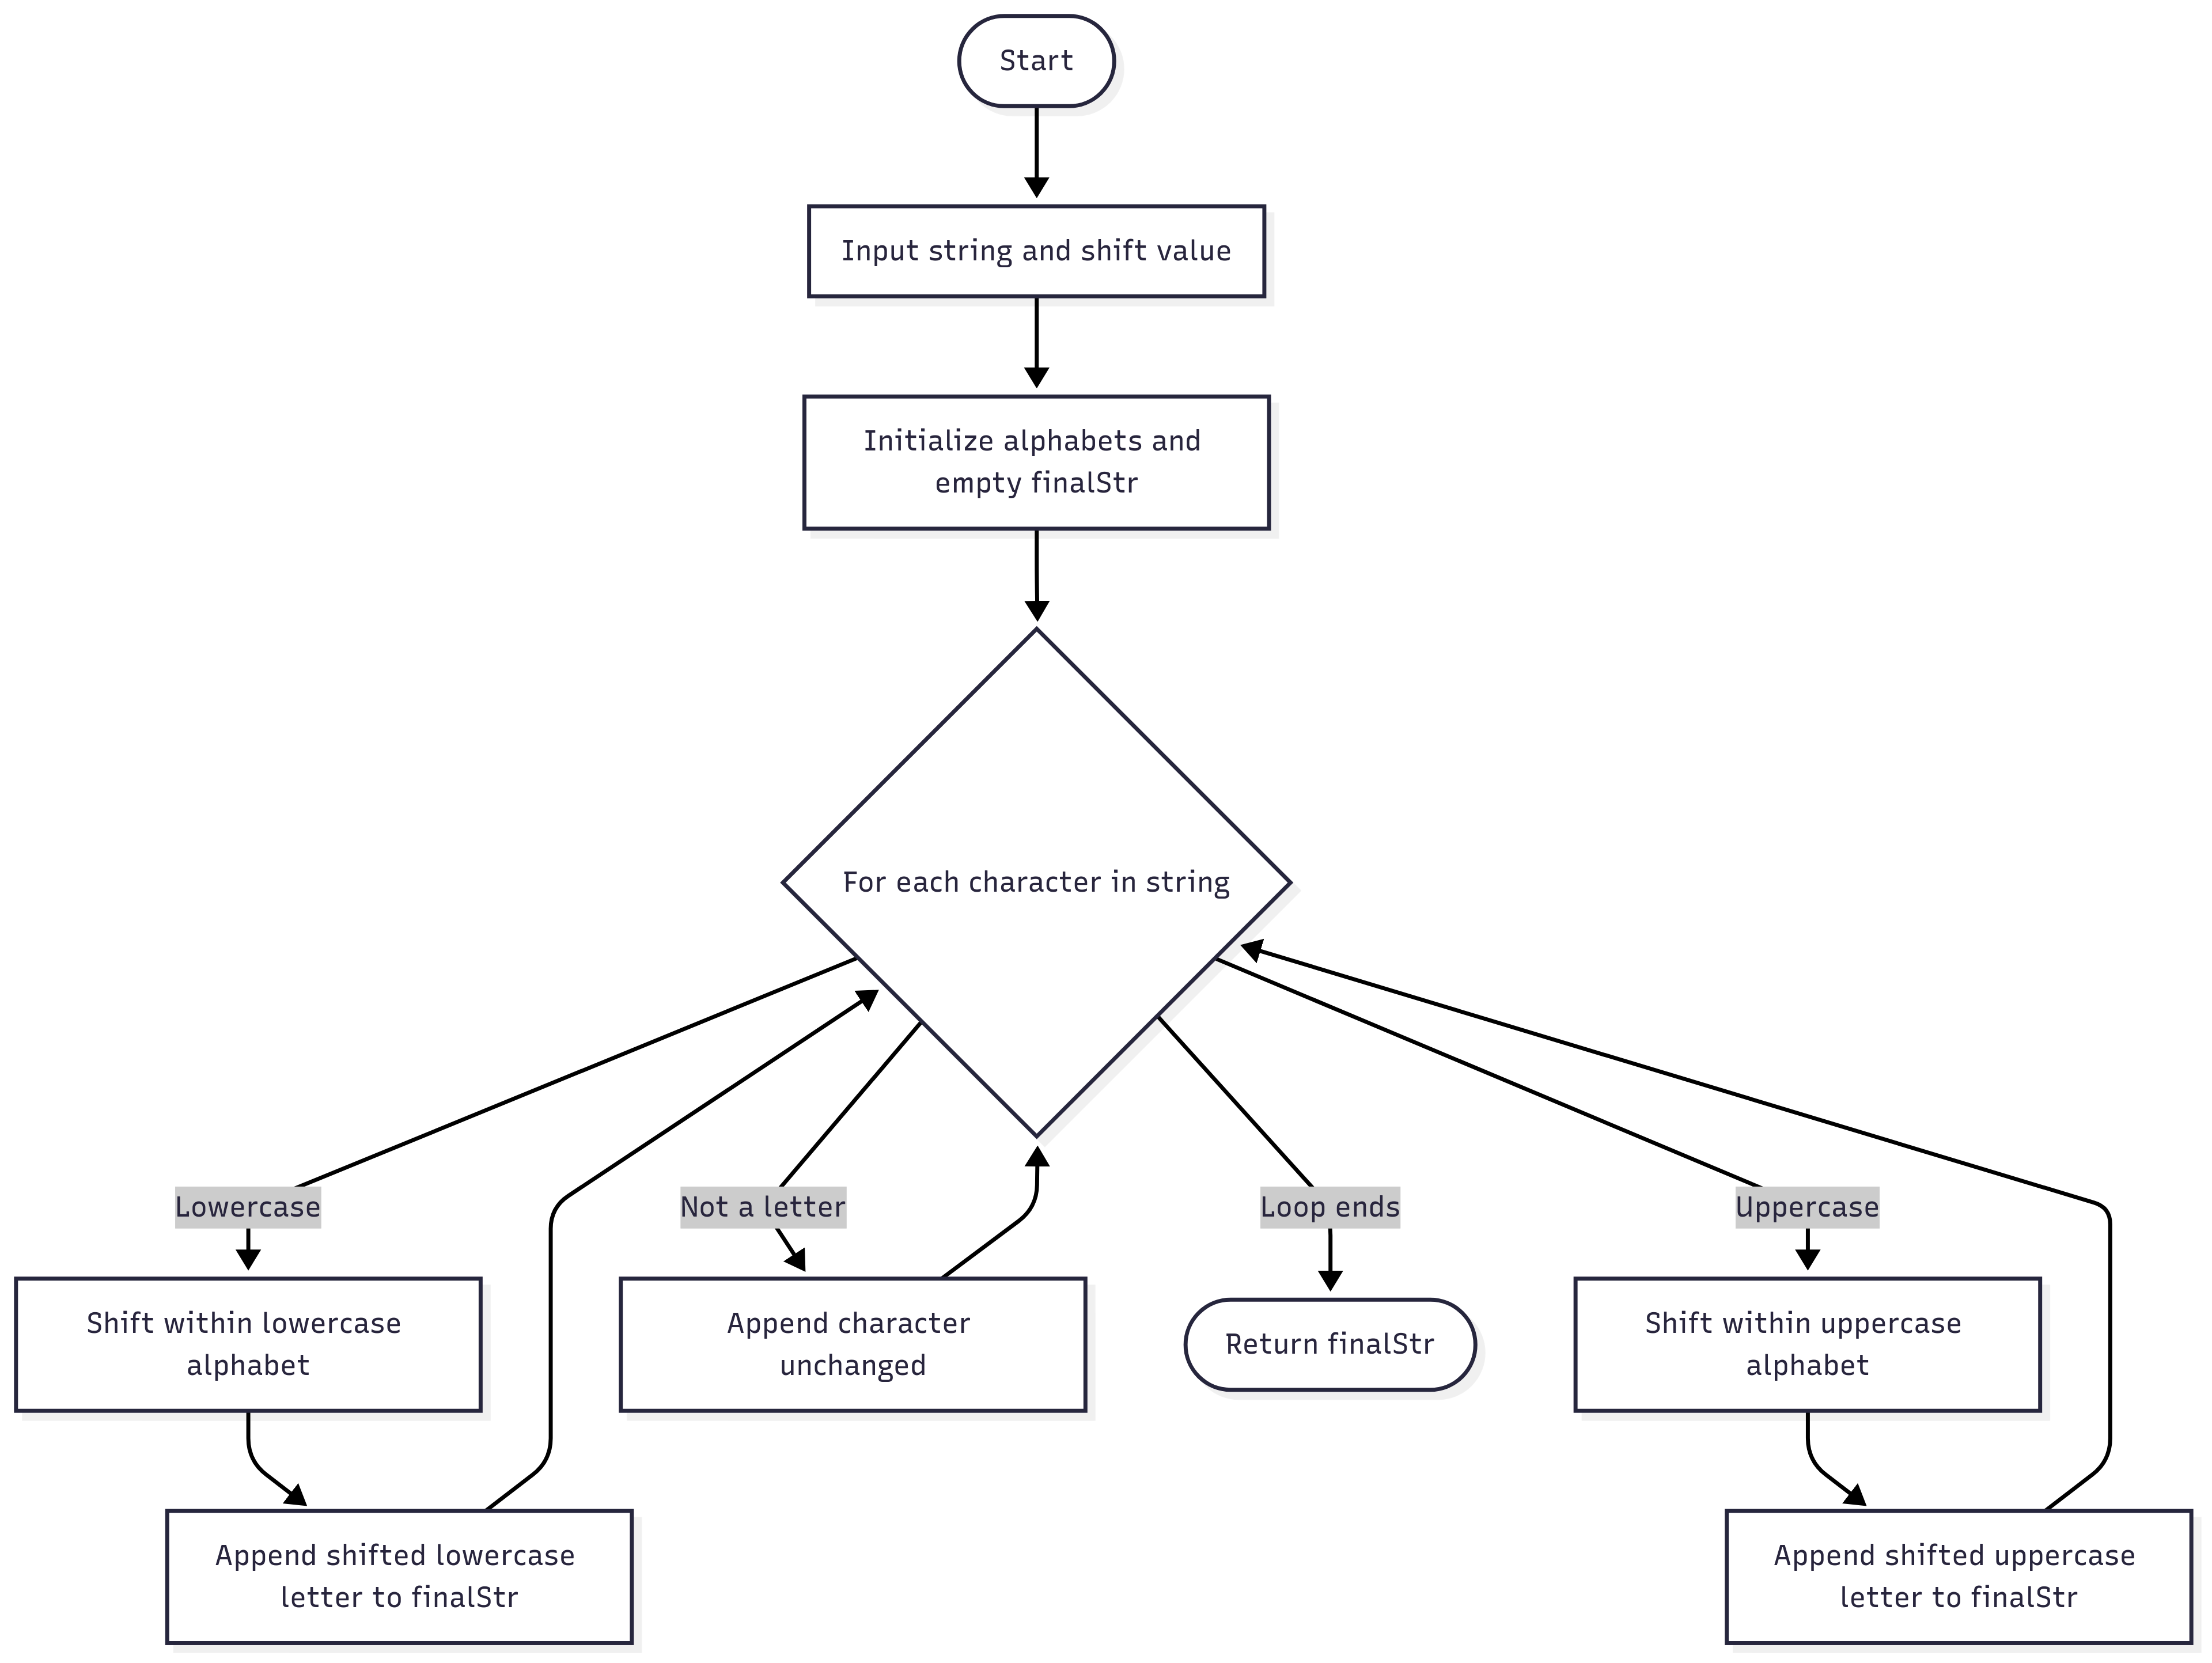 Start
Input string and shift value
Initialize alphabets and
empty finalStr
For each character in string
Lowercase
Not a letter
Loop ends
Uppercase
Shift within lowercase
alphabet
Append character
unchanged
Return finalStr
Shift within uppercase
alphabet
Append shifted lowercase
letter to finalStr
Append shifted uppercase
letter to finalStr